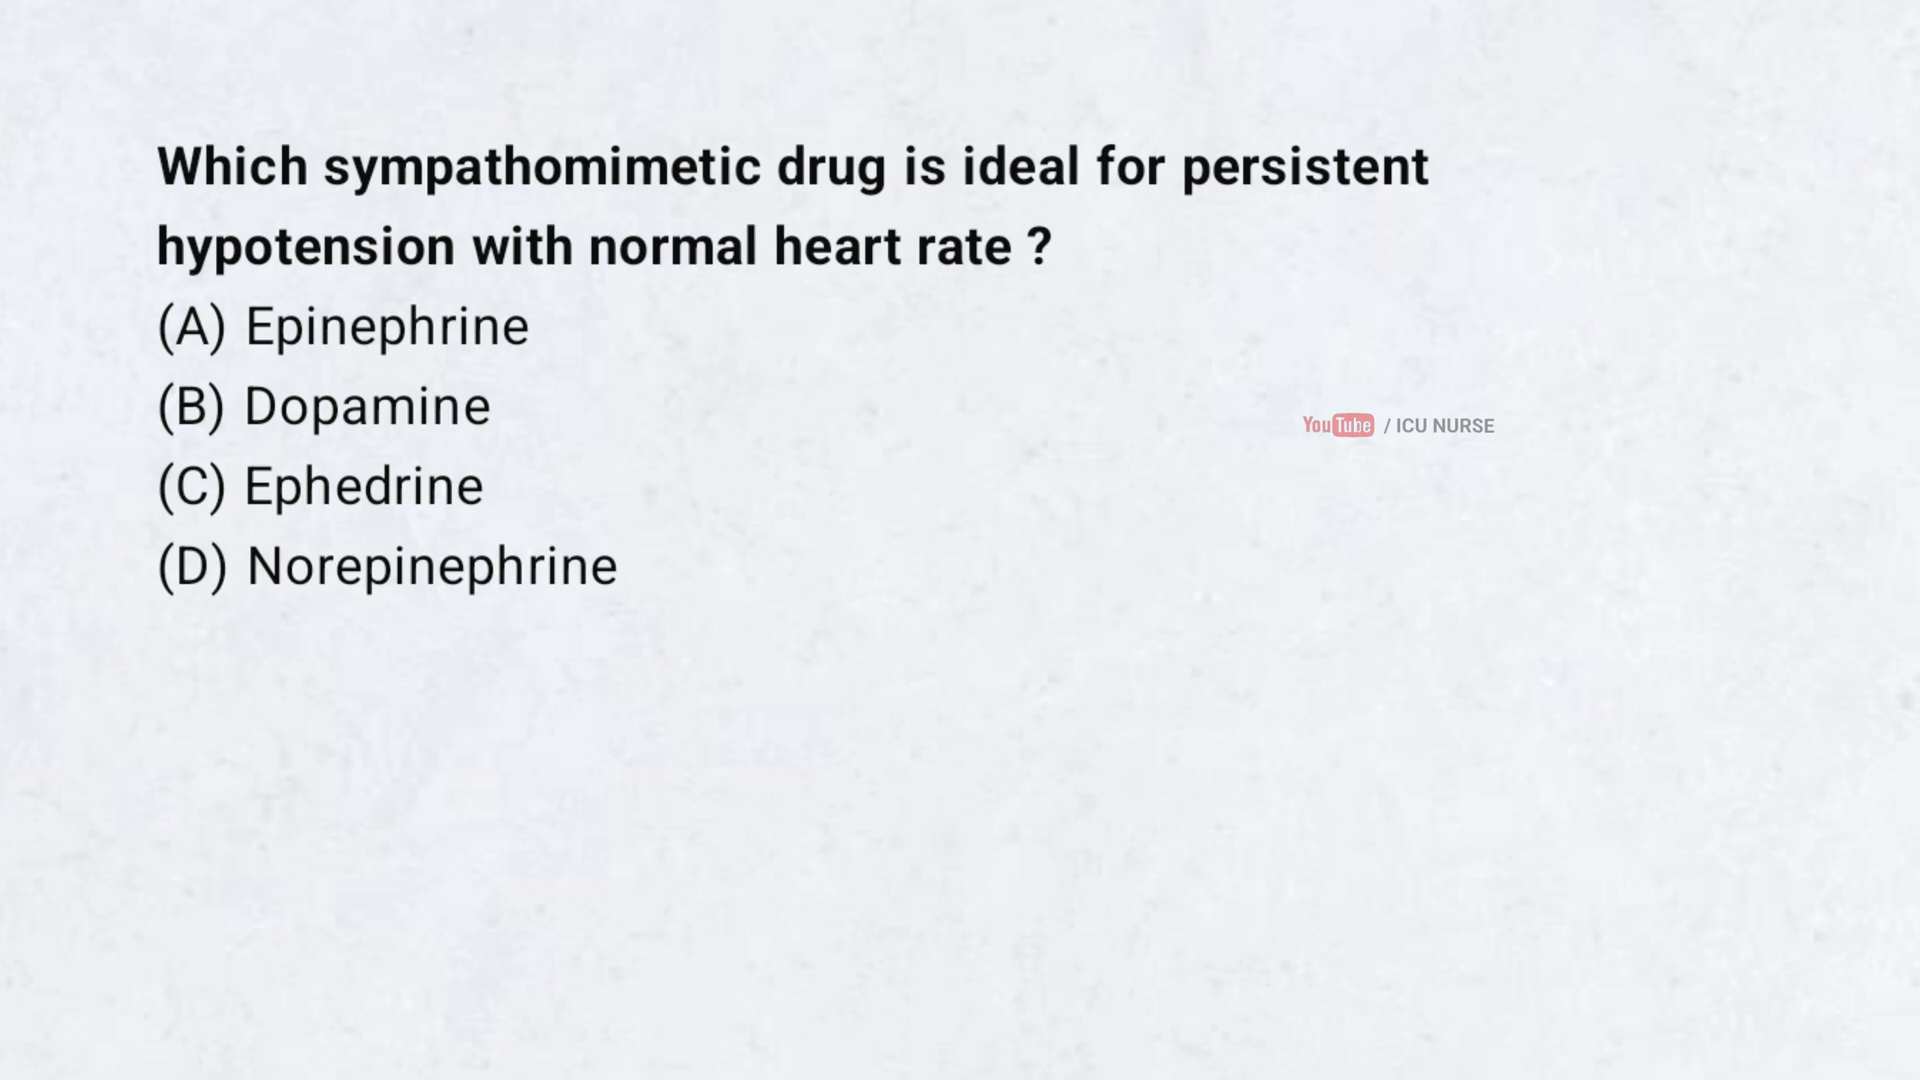 Which sympathomimetic drug is ideal for persistent
hypotension with normal heart rate ?
(A) Epinephrine
(B) Dopamine
YouTube / ICU NURSE
(C) Ephedrine
(D) Norepinephrine